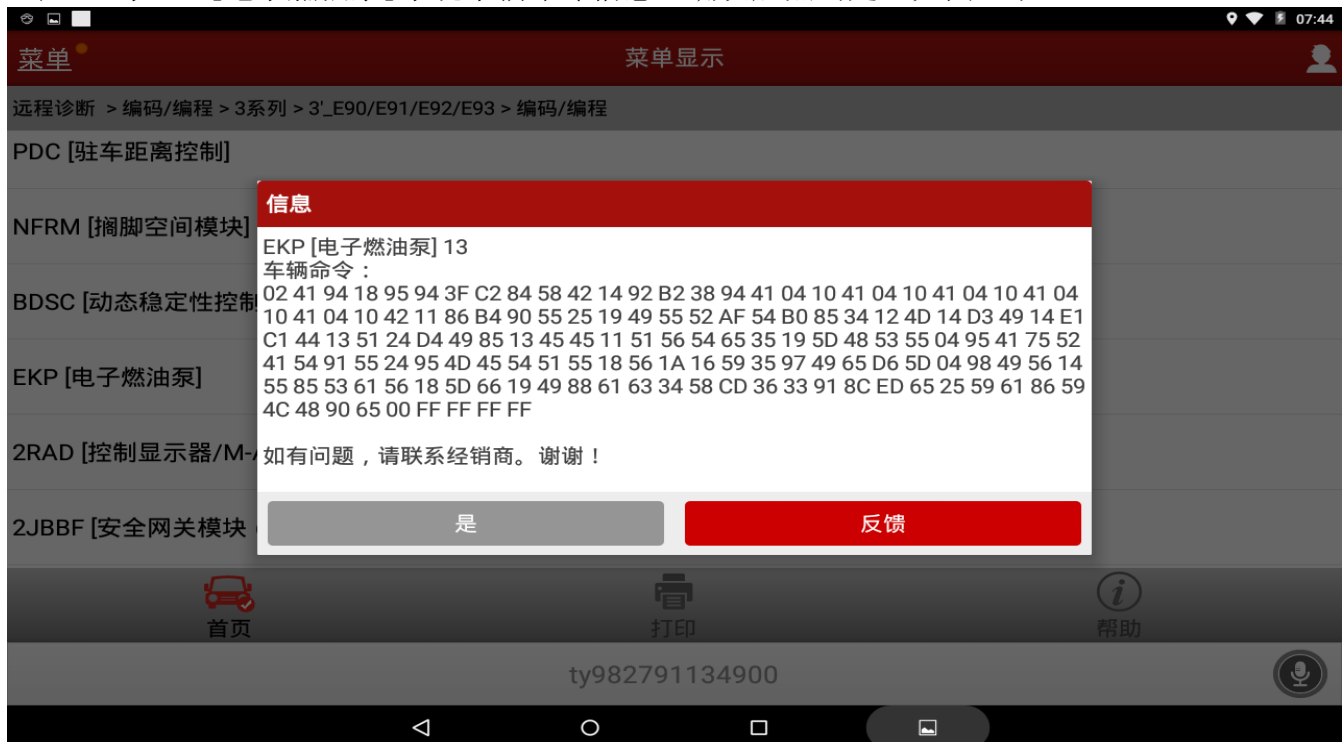 07:44
菜单
菜单显示
远程诊断 > 编码/编程 > 3系列 > 3'_E90/E91/E92/E93 > 编码/编程
PDC [驻车距离控制]
NFRM [搁脚空间模块]
BDSC [动态稳定性控制
EKP [电子燃油泵]
2RAD [控制显示器/M-
2JBBF [安全网关模块
信息
EKP [电子燃油泵] 13
车辆命令：
02 41 94 18 95 94 3F C2 84 58 42 14 92 B2 38 94 41 04 10 41 04 10 41 04 10 41 04
10 41 04 10 42 11 86 B4 90 55 25 19 49 55 52 AF 54 B0 85 34 12 4D 14 D3 49 14 E1
C1 44 13 51 24 D4 49 85 13 45 45 11 51 56 54 65 35 19 5D 48 53 55 04 95 41 75 52
41 54 91 55 24 95 4D 45 54 51 55 18 56 1A 16 59 35 97 49 65 D6 5D 04 98 49 56 14
55 85 53 61 56 18 5D 66 19 49 88 61 63 34 58 CD 36 33 91 8C ED 65 25 59 61 86 59
4C 48 90 65 00 FF FF FF FF
如有问题，请联系经销商。谢谢！
是
反馈
首页
打印
帮助
ty982791134900